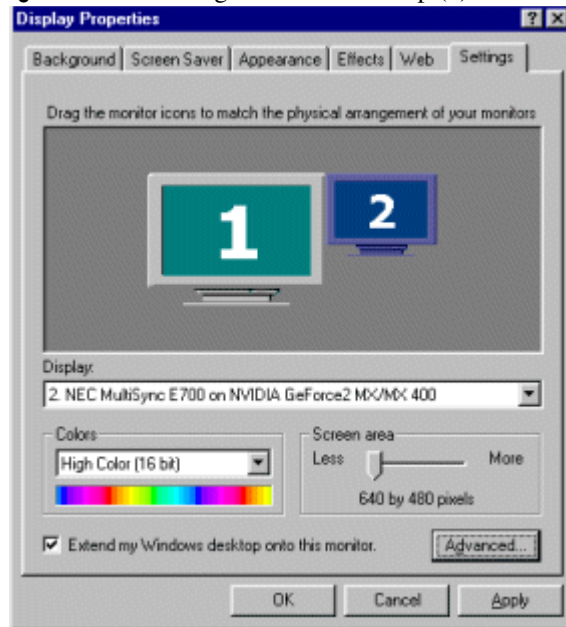 Display Properties
Background Screen Saver Appearance Effects Web Settings
Drag the monitor icons to match the physical arrangement of your monitors
1 2
Display:
2. NEC MultiSync E700 on NVIDIA GeForce2 MX/MX 400
Colors Screen area
High Color (16 bit) Less More
640 by 480 pixels
Extend my Windows desktop onto this monitor. Advanced...
OK Cancel Apply